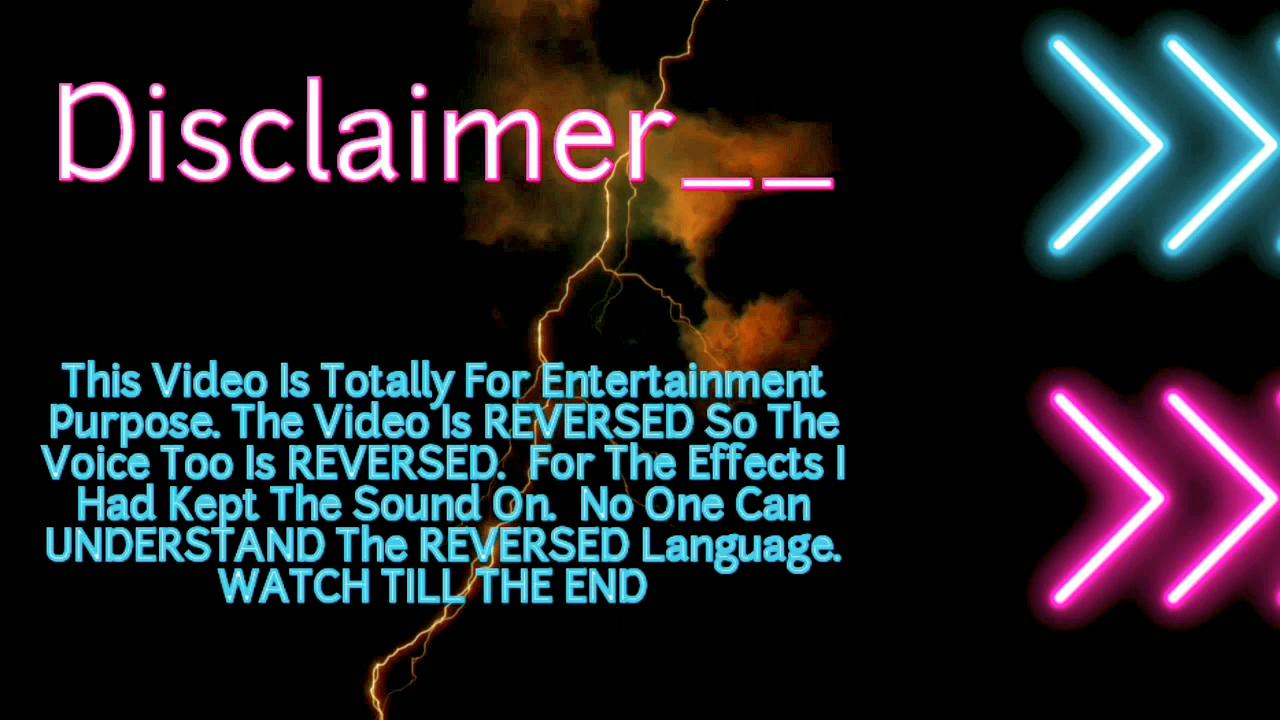 Disclaimer__
This Video Is Totally For Entertainment
Purpose. The Video Is REVERSED So The
Voice Too Is REVERSED.  For The Effects I
Had Kept The Sound On.  No One Can
UNDERSTAND The REVERSED Language.
WATCH TILL THE END